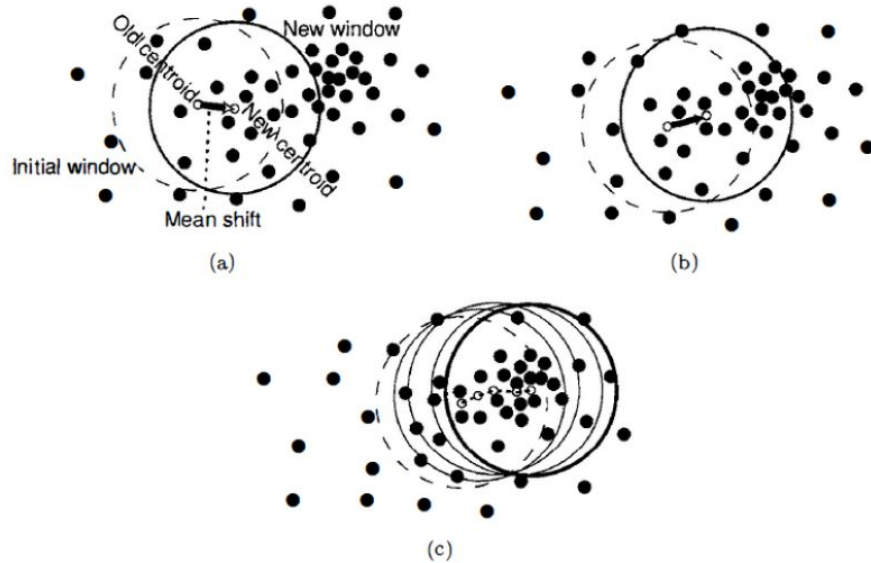 New window
Old centroid
New centroid
Initial window
Mean shift
(a)
(b)
(c)